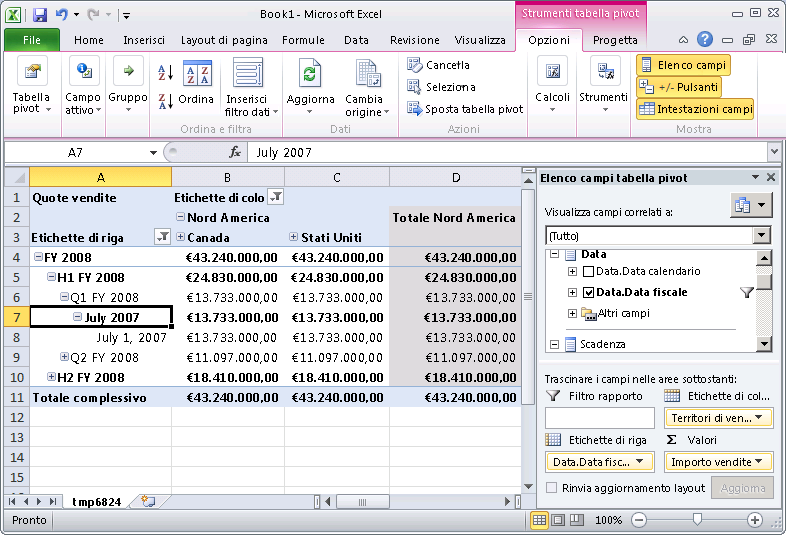 Book1 - Microsoft Excel
Strumenti tabella pivot
File Home Inserisci Layout di pagina Formule Data Revisione Visualizza Opzioni Progetta
Tabella pivot
Campo attivo
Gruppo
Ordina
Inserisci filtro dati
Ordina e filtra
Aggiorna
Cambia origine
Dati
Cancella
Seleziona
Sposta tabella pivot
Azioni
Calcoli
Strumenti
Elenco campi
+/- Pulsanti
Intestazioni campi
Mostra
A7 fx July 2007
A B C D
1 Quote vendite Etichette di colo
2 Nord America Totale Nord America
3 Etichette di riga Canada Stati Uniti
4 FY 2008 €43.240.000,00 €43.240.000,00 €43.240.000,00
5 H1 FY 2008 €24.830.000,00 €24.830.000,00 €24.830.000,00
6 Q1 FY 2008 €13.733.000,00 €13.733.000,00 €13.733.000,00
7 July 2007 €13.733.000,00 €13.733.000,00 €13.733.000,00
8 July 1, 2007 €13.733.000,00 €13.733.000,00 €13.733.000,00
9 Q2 FY 2008 €11.097.000,00 €11.097.000,00 €11.097.000,00
10 H2 FY 2008 €18.410.000,00 €18.410.000,00 €18.410.000,00
11 Totale complessivo €43.240.000,00 €43.240.000,00 €43.240.000,00
12
13
14
15
tmp6824
Elenco campi tabella pivot
Visualizza campi correlati a:
(Tutto)
Data
Data.Data calendario
Data.Data fiscale
Altri campi
Scadenza
Trascinare i campi nelle aree sottostanti:
Filtro rapporto
Etichette di col...
Territori di ven...
Etichette di riga
Σ Valori
Data.Data fisc...
Importo vendite
Rinvia aggiornamento layout
Aggiorna
Pronto
100%